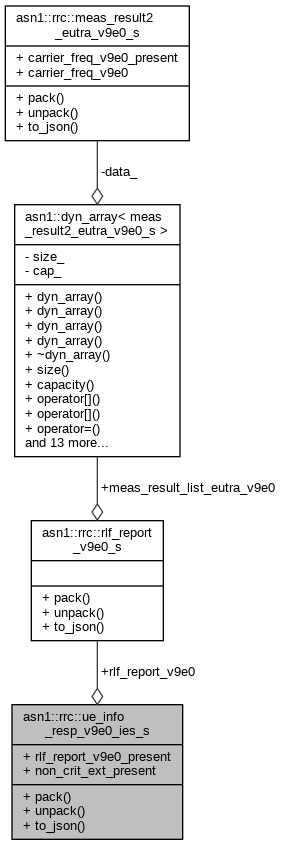 asn1::rrc::meas_result2
_eutra_v9e0_s
+ carrier_freq_v9e0_present
+ carrier_freq_v9e0
+ pack()
+ unpack()
+ to_json()
-data_
asn1::dyn_array< meas
_result2_eutra_v9e0_s >
- size_
- cap_
+ dyn_array()
+ dyn_array()
+ dyn_array()
+ dyn_array()
+ ~dyn_array()
+ size()
+ capacity()
+ operator[]()
+ operator[]()
+ operator=()
and 13 more...
+meas_result_list_eutra_v9e0
asn1::rrc::rlf_report
_v9e0_s
+ pack()
+ unpack()
+ to_json()
+rlf_report_v9e0
asn1::rrc::ue_info
_resp_v9e0_ies_s
+ rlf_report_v9e0_present
+ non_crit_ext_present
+ pack()
+ unpack()
+ to_json()